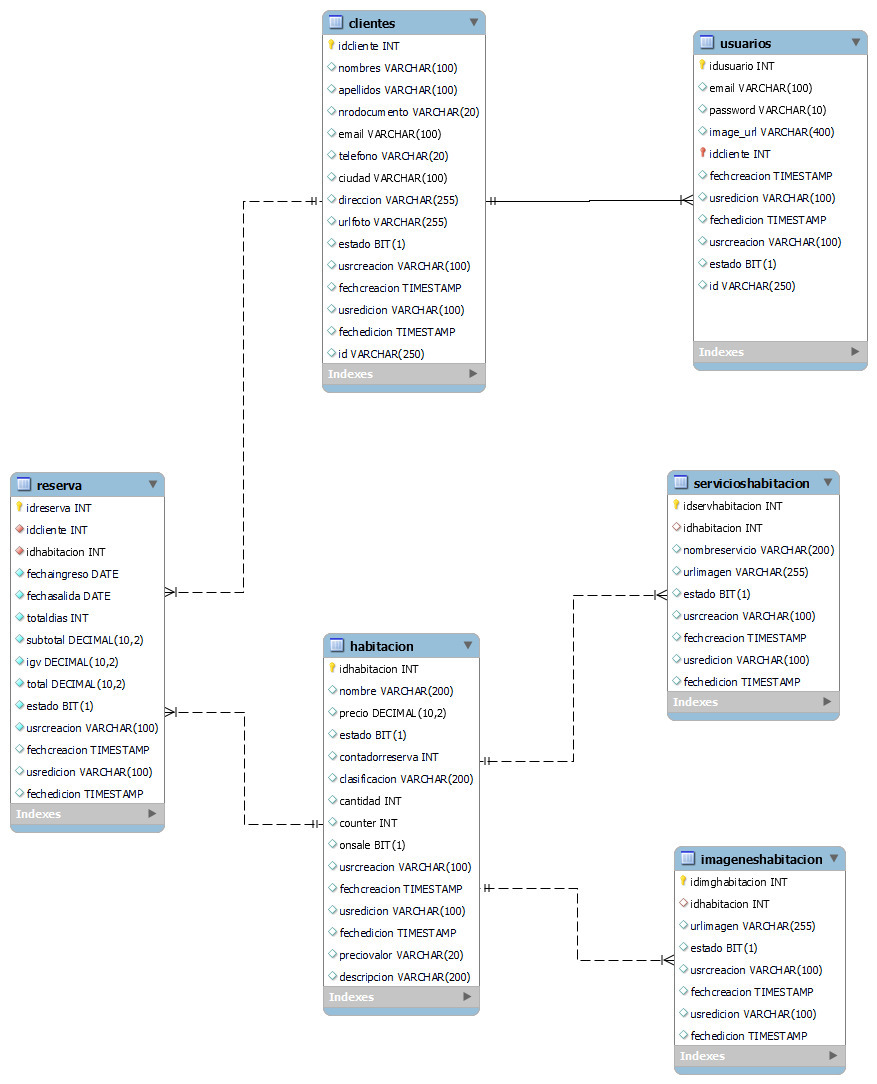 clientes
idcliente INT
nombres VARCHAR(100)
apellidos VARCHAR(100)
nrodocumento VARCHAR(20)
email VARCHAR(100)
telefono VARCHAR(20)
ciudad VARCHAR(100)
direccion VARCHAR(255)
urlfoto VARCHAR(255)
estado BIT(1)
usrcreacion VARCHAR(100)
fechcreacion TIMESTAMP
usredicion VARCHAR(100)
fechedicion TIMESTAMP
id VARCHAR(250)
Indexes
usuarios
idusuario INT
email VARCHAR(100)
password VARCHAR(10)
image_url VARCHAR(400)
idcliente INT
fechcreacion TIMESTAMP
usredicion VARCHAR(100)
fechedicion TIMESTAMP
usrcreacion VARCHAR(100)
estado BIT(1)
id VARCHAR(250)
Indexes
reserva
idreserva INT
idcliente INT
idhabitacion INT
fechaingreso DATE
fechasalida DATE
totaldias INT
subtotal DECIMAL(10,2)
igv DECIMAL(10,2)
total DECIMAL(10,2)
estado BIT(1)
usrcreacion VARCHAR(100)
fechcreacion TIMESTAMP
usredicion VARCHAR(100)
fechedicion TIMESTAMP
Indexes
servicioshabitacion
idservhabitacion INT
idhabitacion INT
nombreservicio VARCHAR(200)
urlimagen VARCHAR(255)
estado BIT(1)
usrcreacion VARCHAR(100)
fechcreacion TIMESTAMP
usredicion VARCHAR(100)
fechedicion TIMESTAMP
Indexes
habitacion
idhabitacion INT
nombre VARCHAR(200)
precio DECIMAL(10,2)
estado BIT(1)
contadorreserva INT
clasificacion VARCHAR(200)
cantidad INT
counter INT
onsale BIT(1)
usrcreacion VARCHAR(100)
fechcreacion TIMESTAMP
usredicion VARCHAR(100)
fechedicion TIMESTAMP
preciovalor VARCHAR(20)
descripcion VARCHAR(200)
Indexes
imageneshabitacion
idimghabitacion INT
idhabitacion INT
urlimagen VARCHAR(255)
estado BIT(1)
usrcreacion VARCHAR(100)
fechcreacion TIMESTAMP
usredicion VARCHAR(100)
fechedicion TIMESTAMP
Indexes